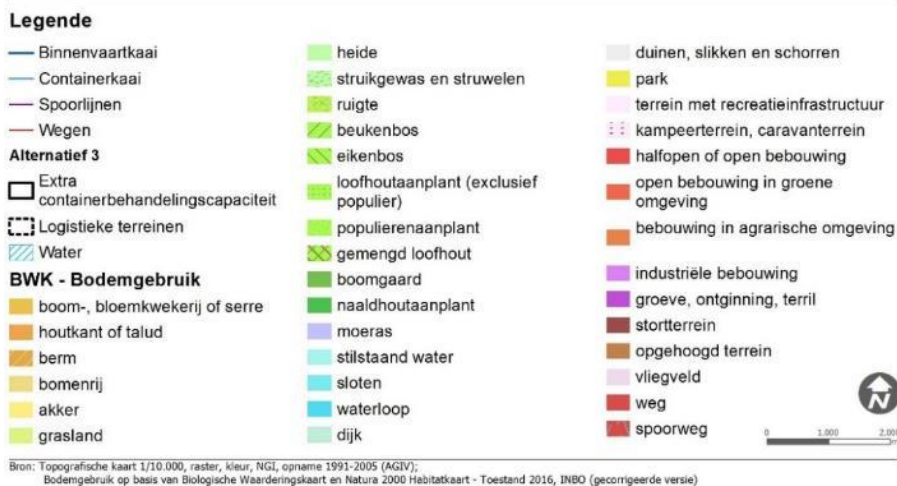 Legende
Binnenvaartkaai
Containerkaai
Spoorlijnen
Wegen
Alternatief 3
Extra
containerbehandelingscapaciteit
Logistieke terreinen
Water
BWK - Bodemgebruik
boom-, bloemkwekerij of serre
houtkant of talud
berm
bomenrij
akker
grasland
heide
struikgewas en struwelen
ruigte
beukenbos
eikenbos
loofhoutaanplant (exclusief
populier)
populierenaanplant
gemengd loofhout
boomgaard
naaldhoutaanplant
moeras
stilstaand water
sloten
waterloop
dijk
duinen, slikken en schorren
park
terrein met recreatieinfrastructuur
kampeerterrein, caravanterrein
halfopen of open bebouwing
open bebouwing in groene
omgeving
bebouwing in agrarische omgeving
industriële bebouwing
groeve, ontginning, terril
stortterrein
opgehoogd terrein
vliegveld
weg
spoorweg
N
0 1.000
Bron: Topografische kaart 1/10.000, raster, kleur, NGI, opname 1991-2005 (AGIV);
Bodemgebruik op basis van Biologische Waarderingskaart en Natura 2000 Habitatkaart - Toestand 2016, INBO (gecorrigeerde versie)